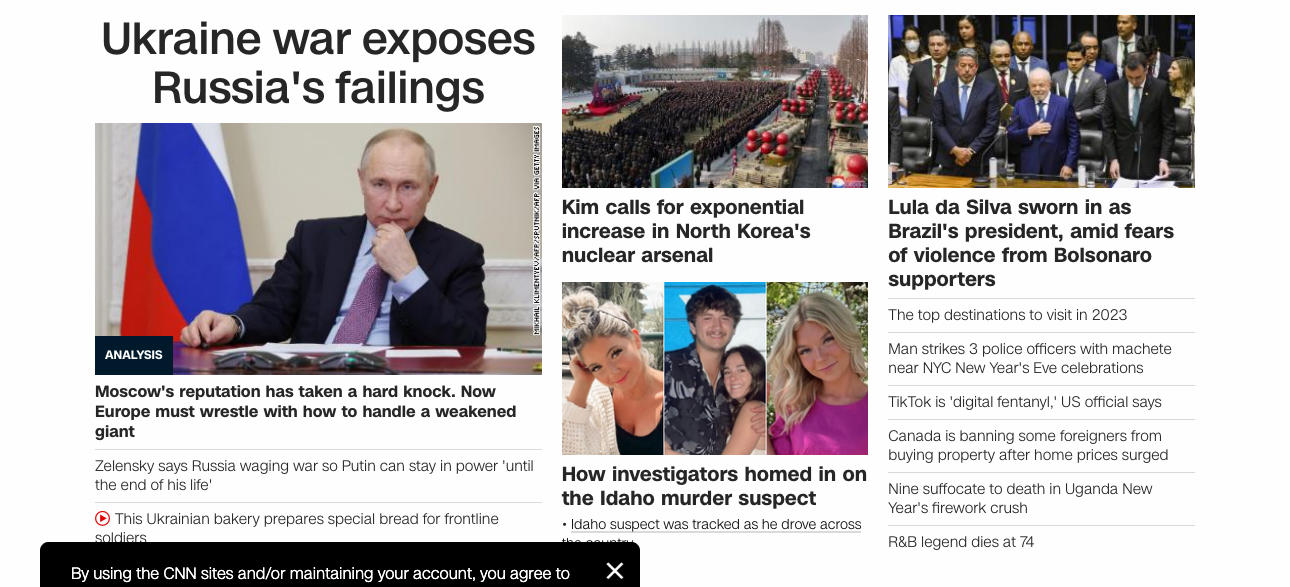 Ukraine war exposes
Russia's failings
MIKHAIL KLIMENTYEV/AFP/SPUTNIK/AFP VIA GETTY IMAGES
ANALYSIS
Moscow's reputation has taken a hard knock. Now
Europe must wrestle with how to handle a weakened
giant
Zelensky says Russia waging war so Putin can stay in power 'until
the end of his life'
This Ukrainian bakery prepares special bread for frontline
soldiers
Kim calls for exponential
increase in North Korea's
nuclear arsenal
How investigators homed in on
the Idaho murder suspect
• Idaho suspect was tracked as he drove across
the country
Lula da Silva sworn in as
Brazil's president, amid fears
of violence from Bolsonaro
supporters
The top destinations to visit in 2023
Man strikes 3 police officers with machete
near NYC New Year's Eve celebrations
TikTok is 'digital fentanyl,' US official says
Canada is banning some foreigners from
buying property after home prices surged
Nine suffocate to death in Uganda New
Year's firework crush
R&B legend dies at 74
By using the CNN sites and/or maintaining your account, you agree to